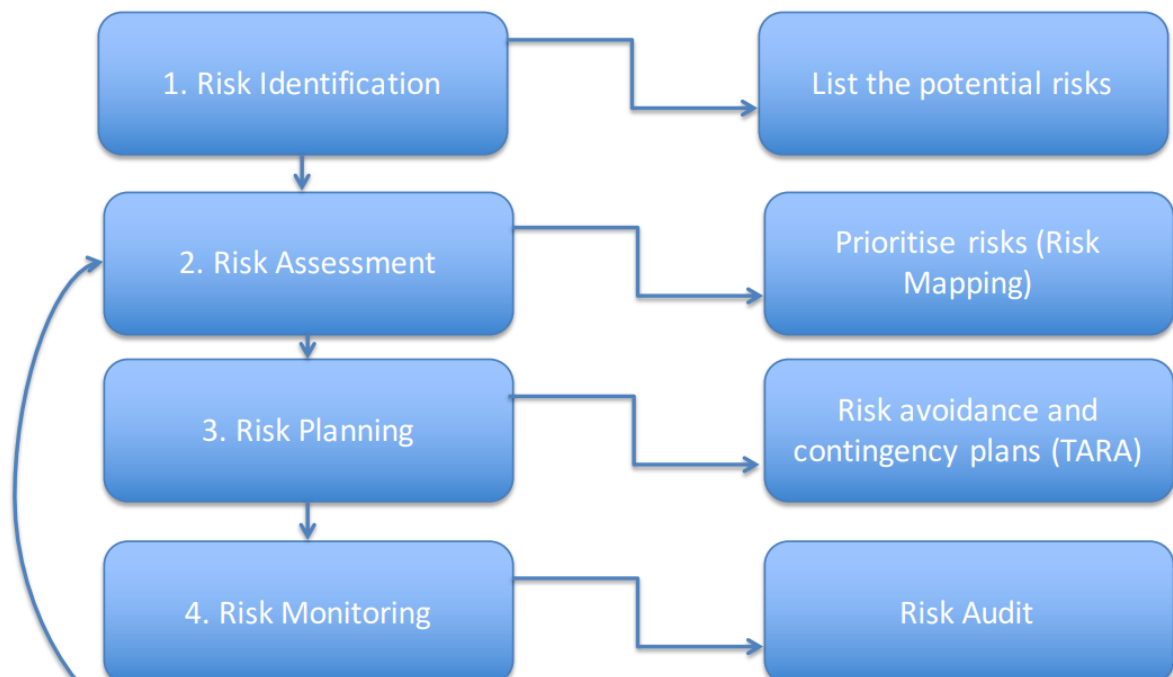 1. Risk Identification
List the potential risks
2. Risk Assessment
Prioritise risks (Risk
Mapping)
3. Risk Planning
Risk avoidance and
contingency plans (TARA)
4. Risk Monitoring
Risk Audit